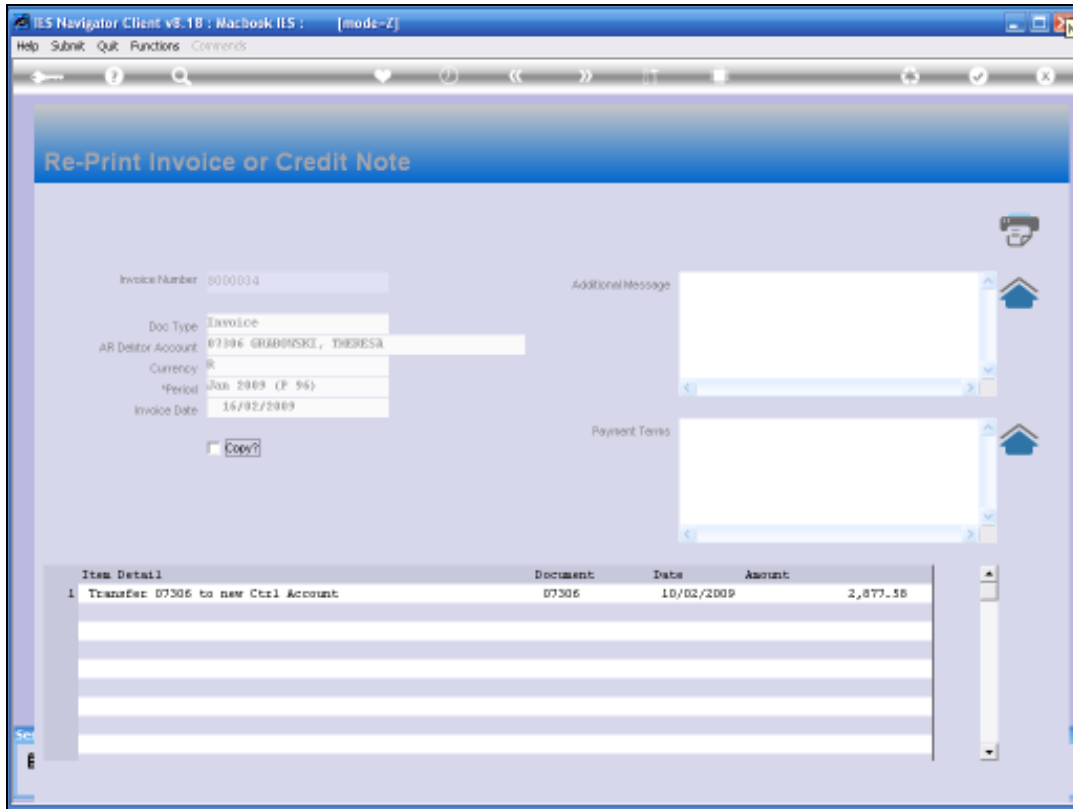 IES Navigator Client v8.18 : Macbook IES : [mode=Z]
Help Submit Quit Functions Commends
Re-Print Invoice or Credit Note
Invoice Number 8000034
Additional Message
Doc Type Invoice
AR Debtor Account 07306 GRABOWSKI, THERESA
Currency R
*Period Jan 2009 (P 96)
Invoice Date 16/02/2009
Payment Terms
Copy?
Item Detail Document Date Amount
1 Transfer 07306 to new Ctrl Account 07306 10/02/2009 2,877.58